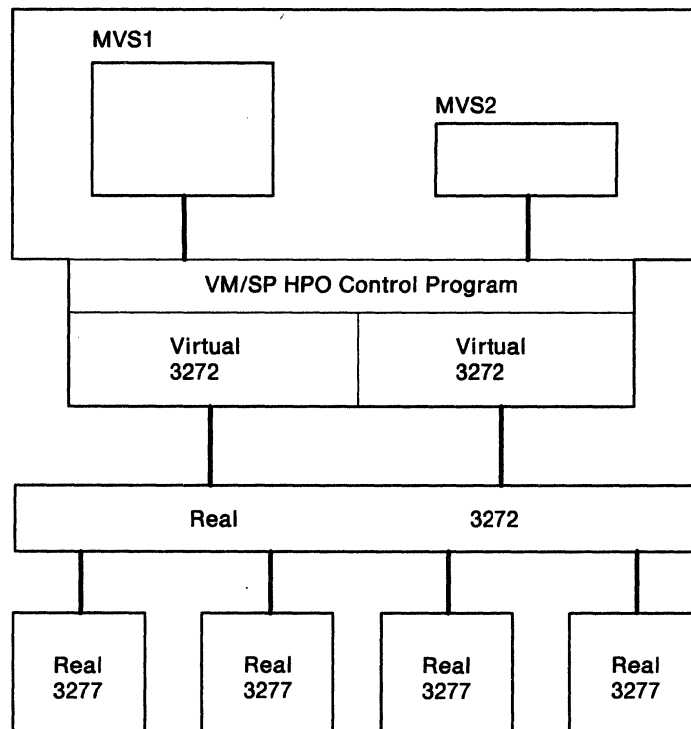 MVS1
MVS2
VM/SP HPO Control Program
Virtual
3272
Virtual
3272
Real 3272
Real
3277
Real
3277
Real
3277
Real
3277